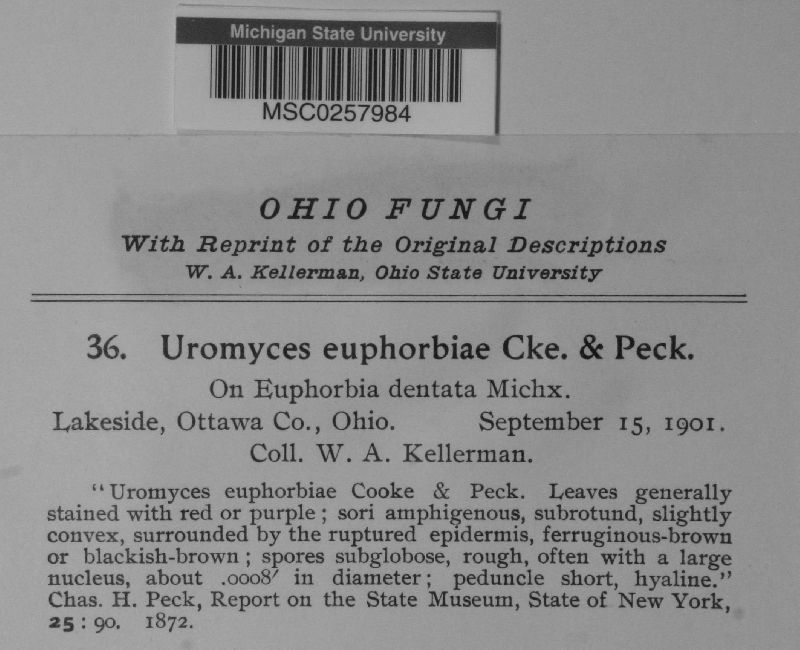 Michigan State University
MSC0257984
OHIO FUNGI
With Reprint of the Original Descriptions
W. A. Kellerman, Ohio State University
36. Uromyces euphorbiae Cke. & Peck.
On Euphorbia dentata Michx.
Lakeside, Ottawa Co., Ohio. September 15, 1901.
Coll. W. A. Kellerman.
"Uromyces euphorbiae Cooke & Peck. Leaves generally
stained with red or purple; sori amphigenous, subrotund, slightly
convex, surrounded by the ruptured epidermis, ferruginous-brown
or blackish-brown; spores subglobose, rough, often with a large
nucleus, about .0008′ in diameter; peduncle short, hyaline."
Chas. H. Peck, Report on the State Museum, State of New York,
25: 90. 1872.